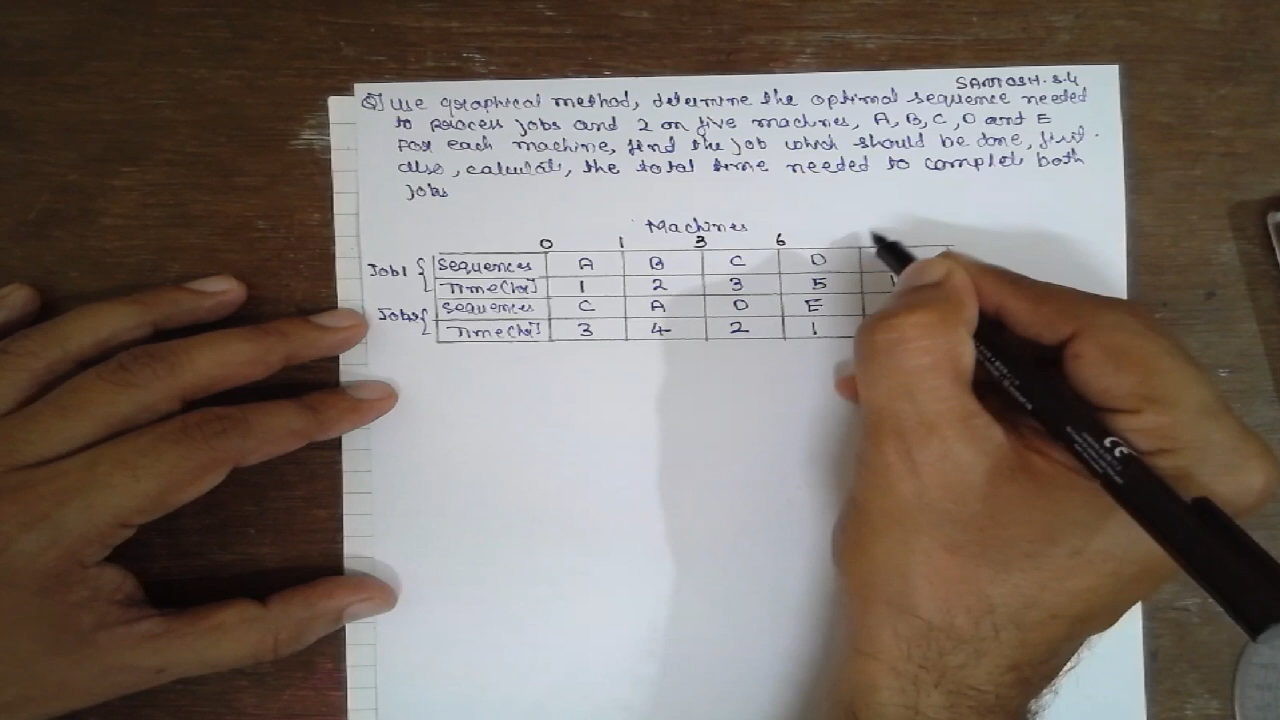 SANTOSH.S.U
Q] Use graphical method, determine the optimal sequence needed
to process jobs and 2 on five machines, A, B, C, D and E
For each machine, find the job which should be done, first.
also, calculate, the total time needed to complete both
jobs
Machines
0 1 3 6
Job1 { Sequences A B C D
Time(hr) 1 2 3 5 1
Job2 { Sequences C A D E
Time(hr) 3 4 2 1
CE